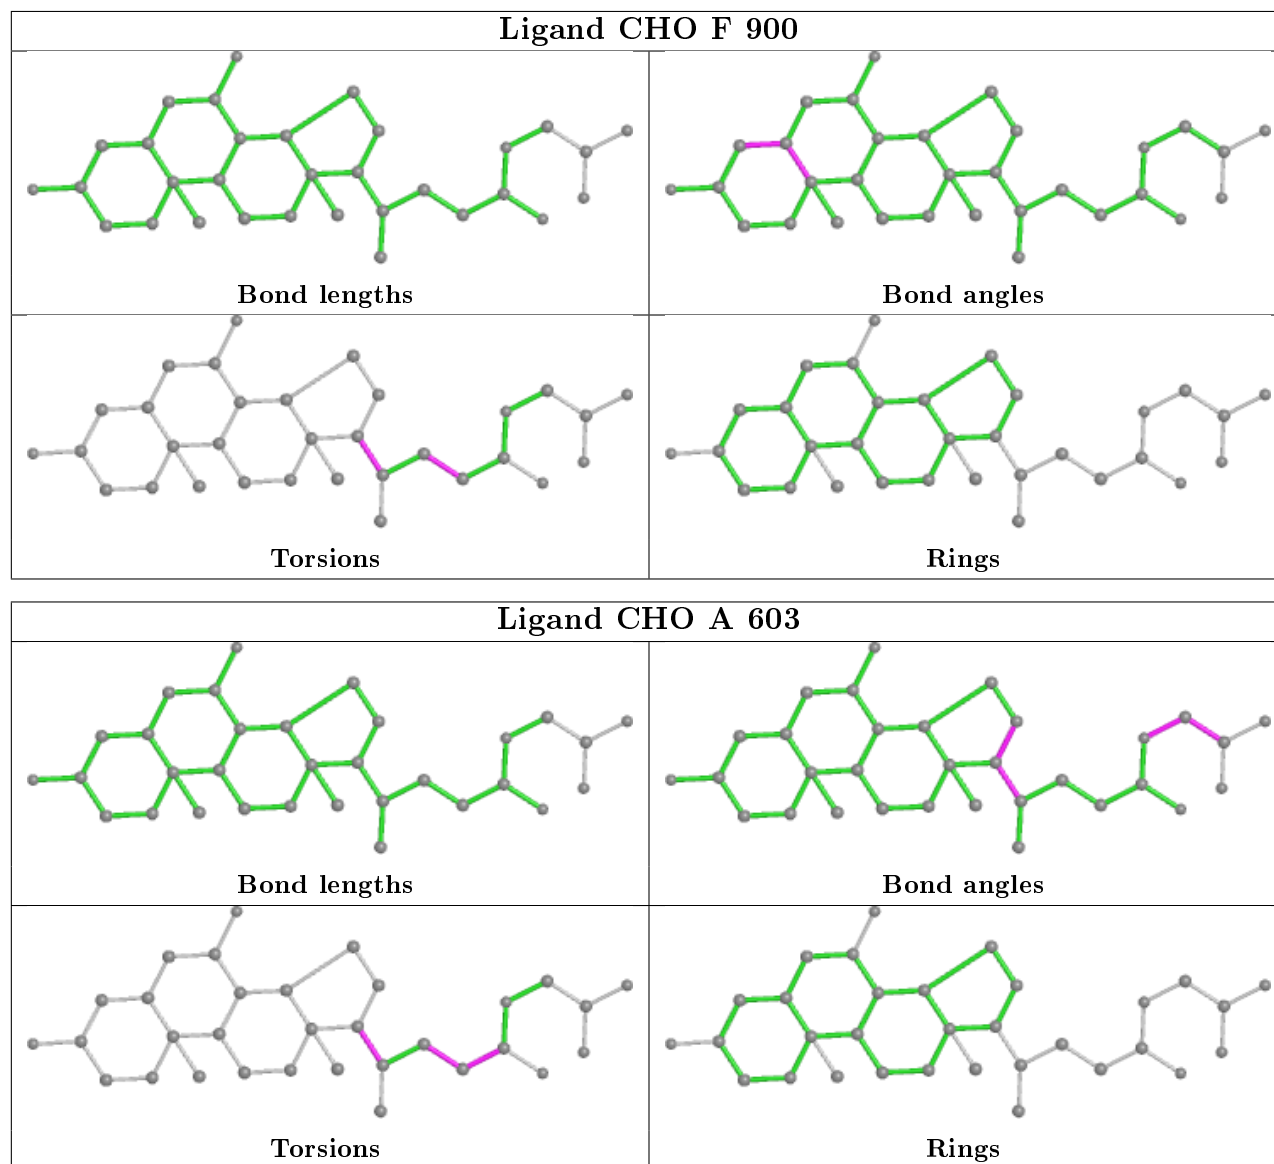 Ligand CHO F 900
Bond lengths
Bond angles
Torsions
Rings
Ligand CHO A 603
Bond lengths
Bond angles
Torsions
Rings